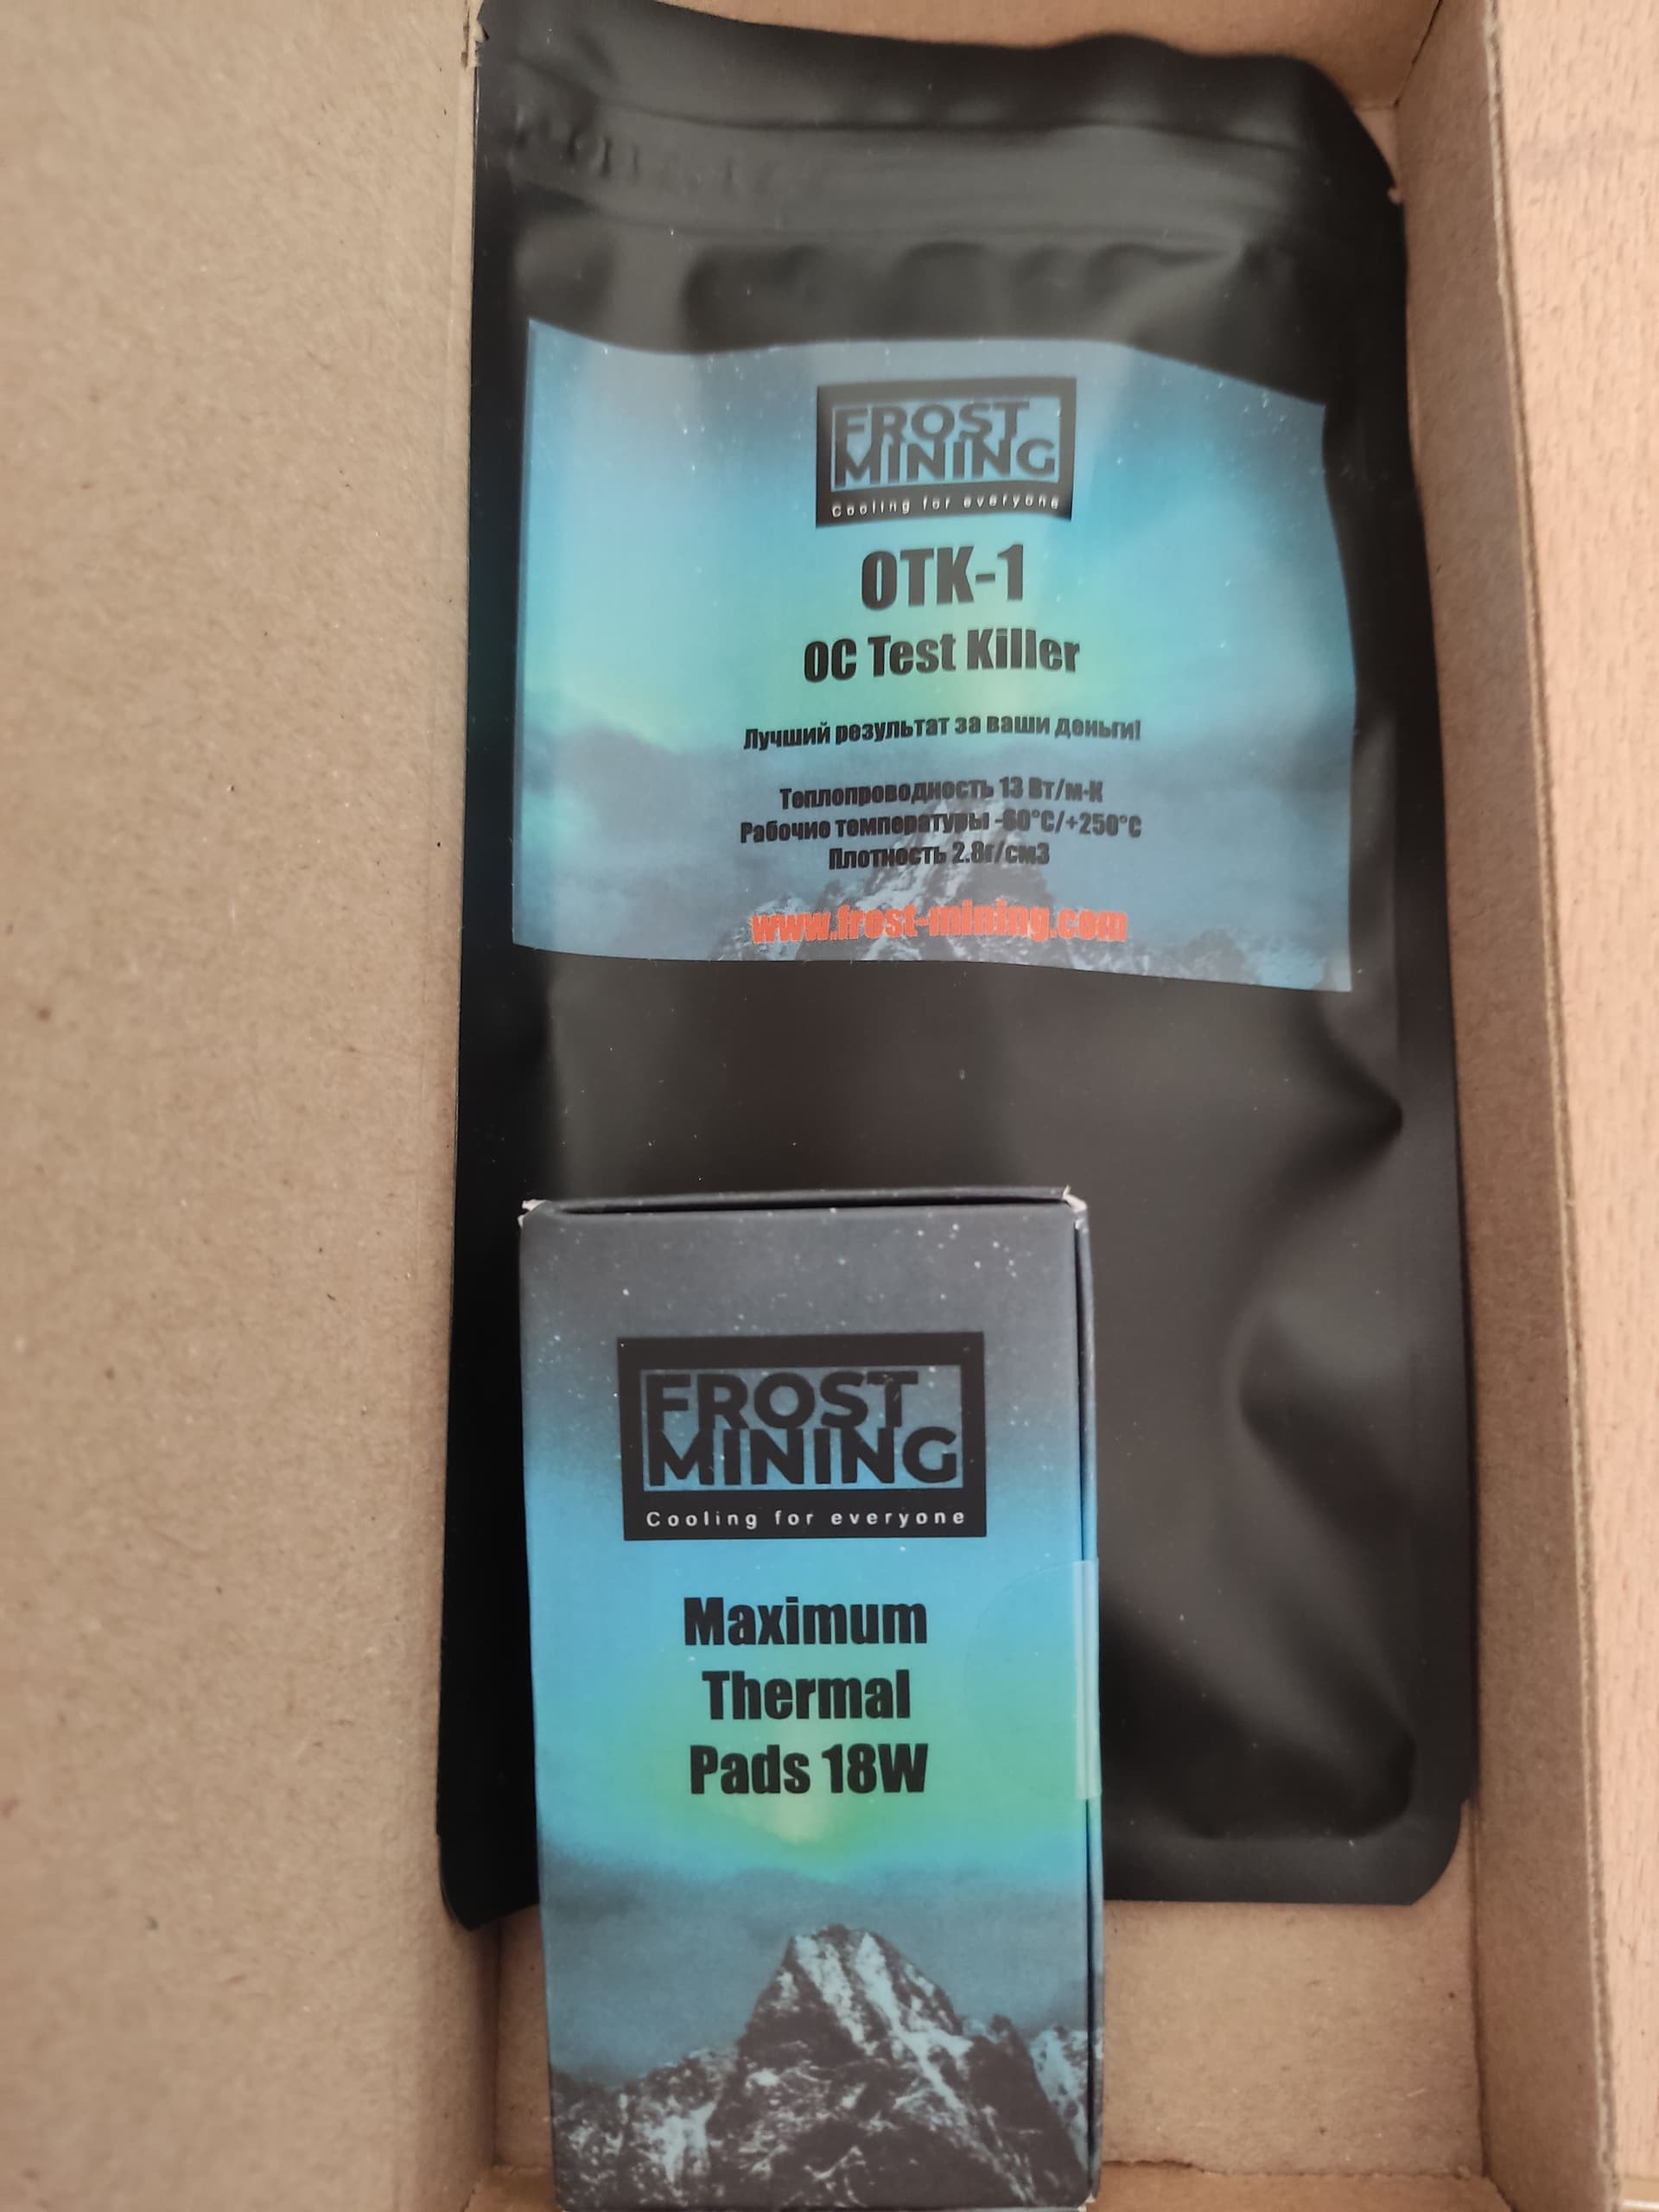 FROST
MINING
Cooling for everyone
OTK-1
OC Test Killer
Лучший результат за ваши деньги!
Теплопроводность 13 Вт/м-К
Рабочие температуры -60°C/+250°C
Плотность 2.8г/см3
www.frost-mining.com
FROST
MINING
Cooling for everyone
Maximum
Thermal
Pads 18W